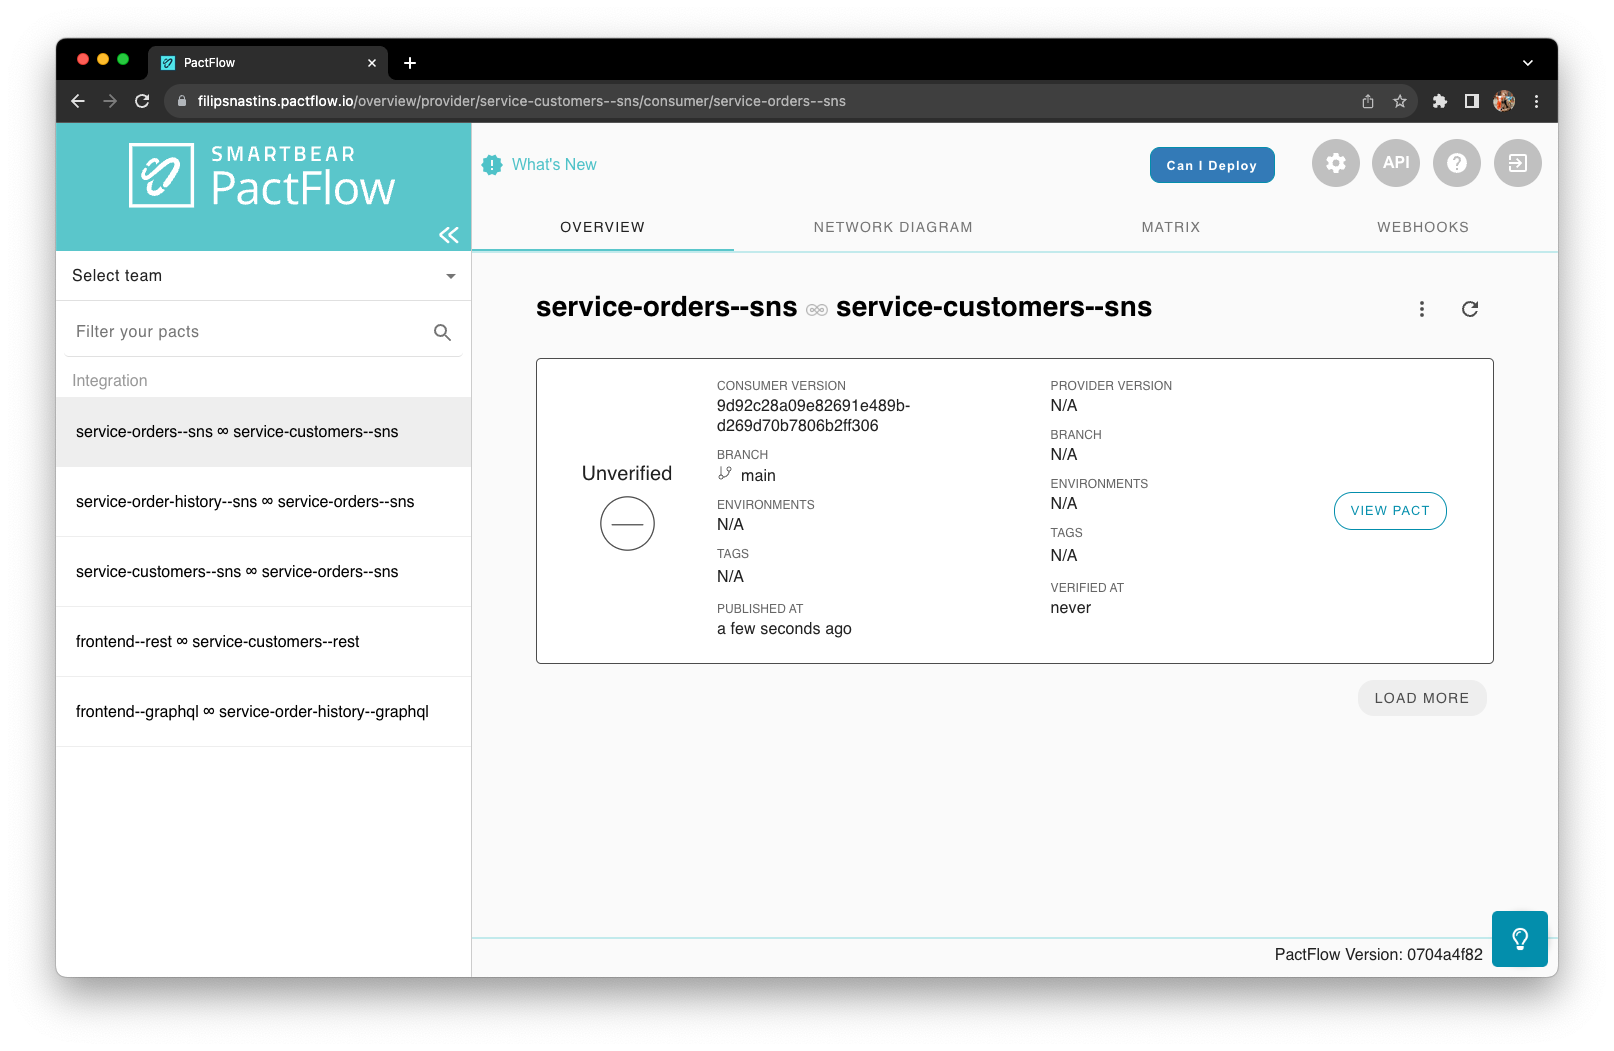 PactFlow
filipsnastins.pactflow.io/overview/provider/service-customers--sns/consumer/service-orders--sns
SMARTBEAR
PactFlow
What's New
Can I Deploy
API
OVERVIEW
NETWORK DIAGRAM
MATRIX
WEBHOOKS
Select team
Filter your pacts
Integration
service-orders--sns ∞ service-customers--sns
service-order-history--sns ∞ service-orders--sns
service-customers--sns ∞ service-orders--sns
frontend--rest ∞ service-customers--rest
frontend--graphql ∞ service-order-history--graphql
service-orders--sns ∞ service-customers--sns
Unverified
CONSUMER VERSION
9d92c28a09e82691e489b-
d269d70b7806b2ff306
BRANCH
main
ENVIRONMENTS
N/A
TAGS
N/A
PUBLISHED AT
a few seconds ago
PROVIDER VERSION
N/A
BRANCH
N/A
ENVIRONMENTS
N/A
TAGS
N/A
VERIFIED AT
never
VIEW PACT
LOAD MORE
PactFlow Version: 0704a4f82